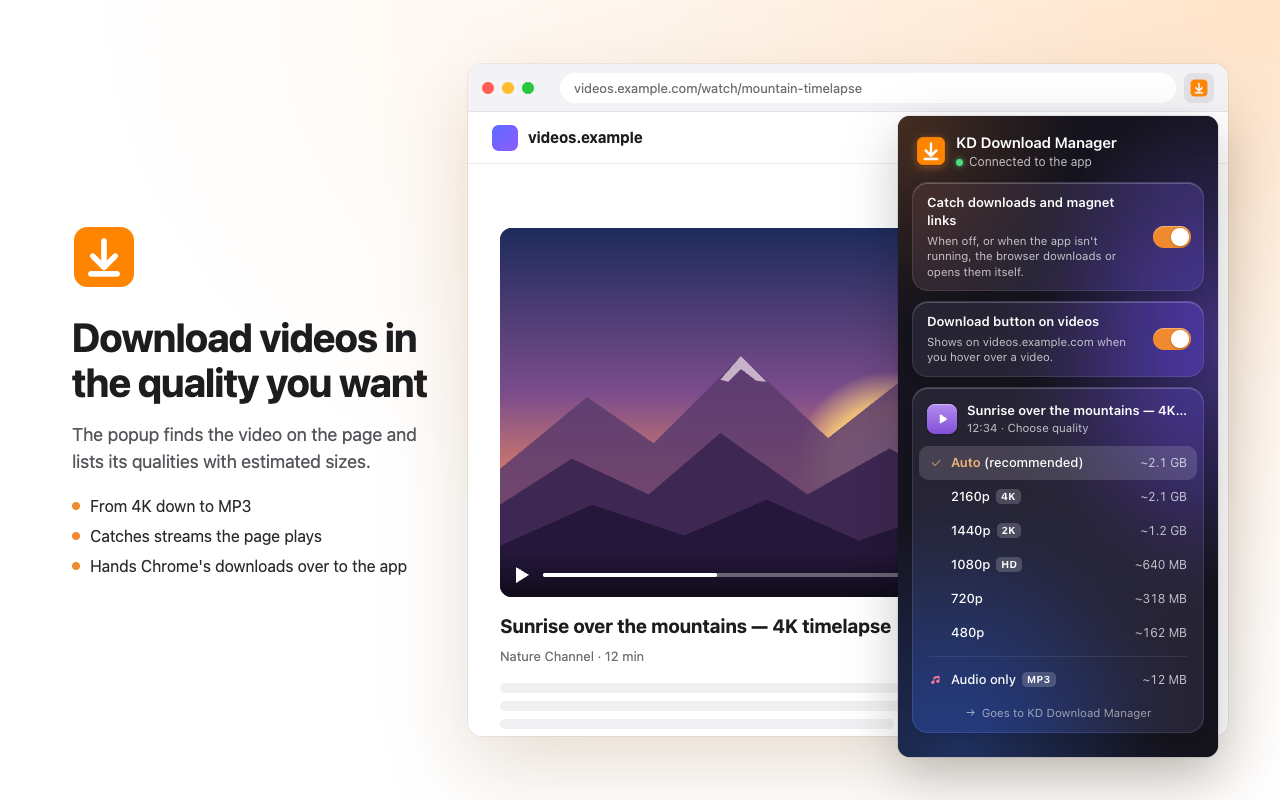 Download videos in
the quality you want
The popup finds the video on the page and
lists its qualities with estimated sizes.
From 4K down to MP3
Catches streams the page plays
Hands Chrome's downloads over to the app
videos.example.com/watch/mountain-timelapse
videos.example
Sunrise over the mountains — 4K timelapse
Nature Channel · 12 min
KD Download Manager
Connected to the app
Catch downloads and magnet
links
When off, or when the app isn't
running, the browser downloads or
opens them itself.
Download button on videos
Shows on videos.example.com when
you hover over a video.
Sunrise over the mountains — 4K...
12:34 · Choose quality
Auto (recommended) ~2.1 GB
2160p 4K ~2.1 GB
1440p 2K ~1.2 GB
1080p HD ~640 MB
720p ~318 MB
480p ~162 MB
Audio only MP3 ~12 MB
→ Goes to KD Download Manager